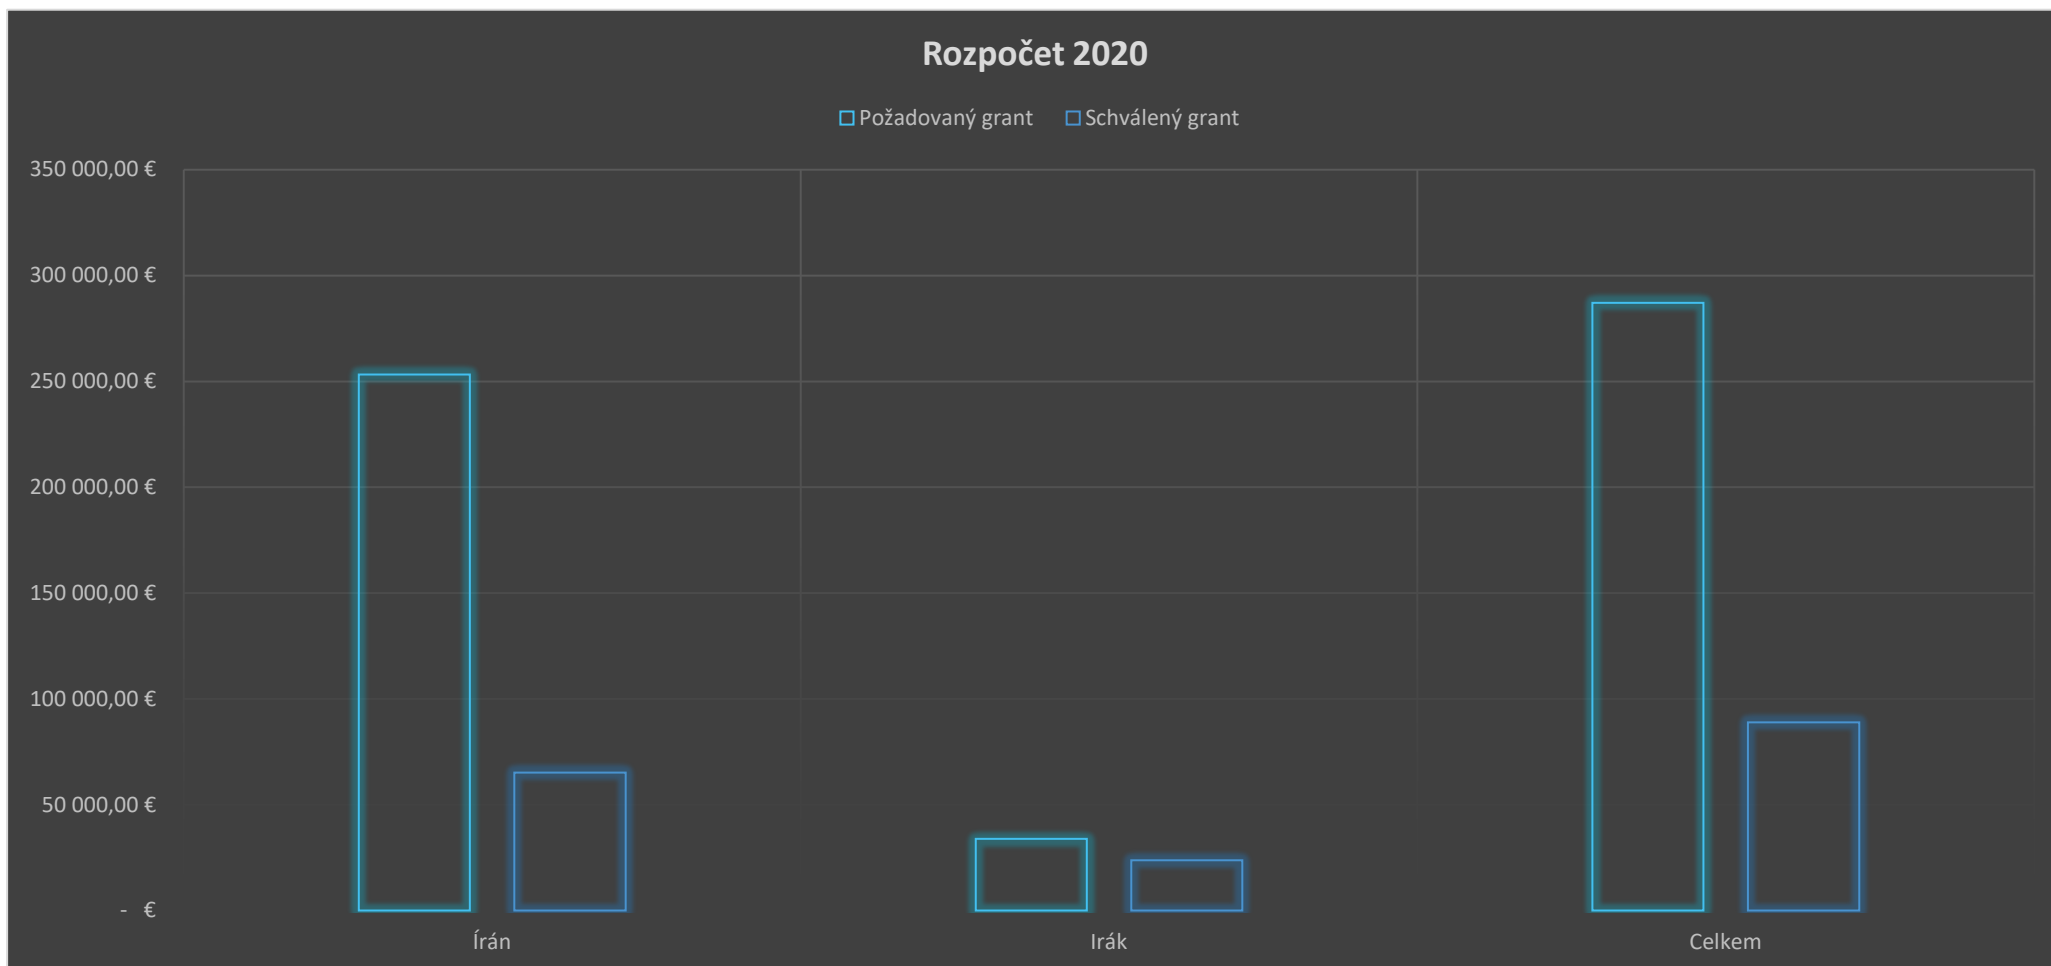 Rozpočet 2020
Požadovaný grant Schválený grant
350 000,00 €
300 000,00 €
250 000,00 €
200 000,00 €
150 000,00 €
100 000,00 €
50 000,00 €
- €
Írán Irák Celkem